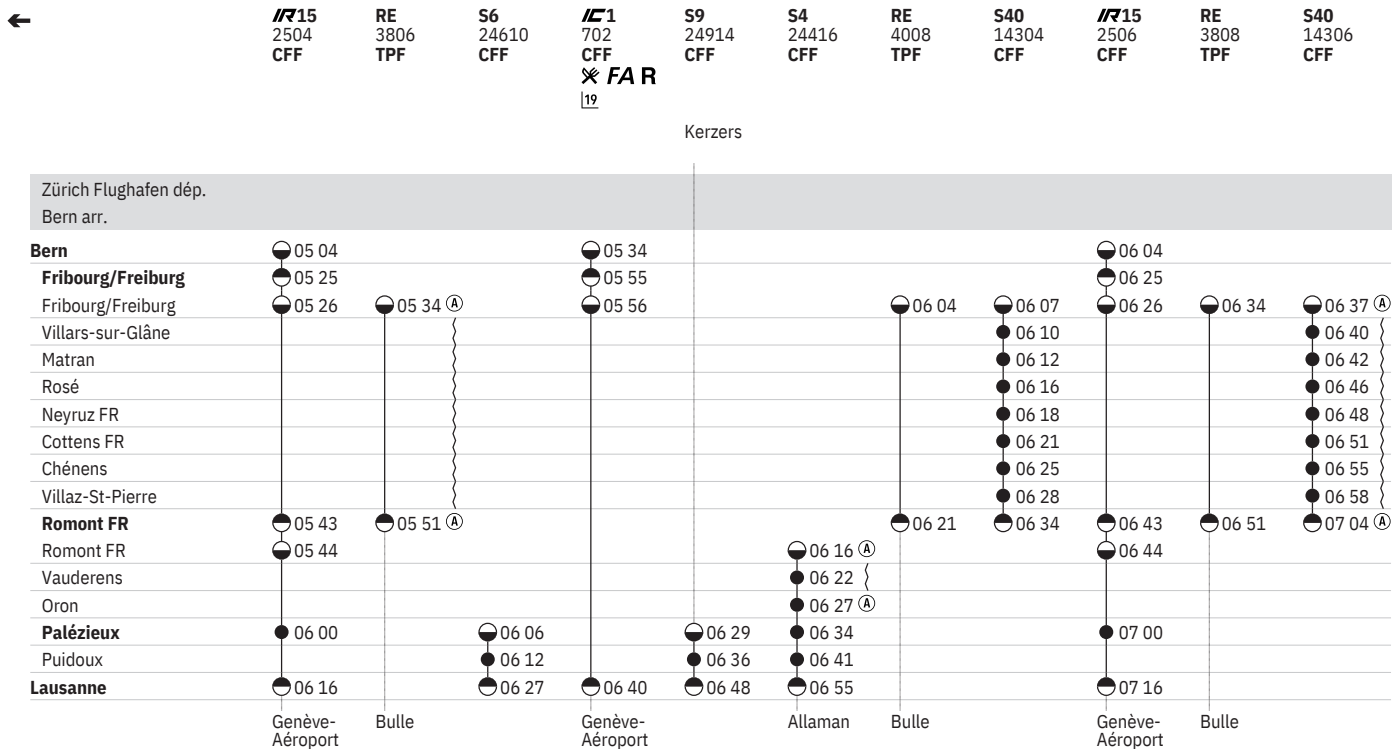 IR15 RE S6 IC1 S9 S4 RE S40 IR15 RE S40
2504 3806 24610 702 24914 24416 4008 14304 2506 3808 14306
CFF TPF CFF CFF CFF CFF TPF CFF CFF TPF CFF
FA R
19
Kerzers
Zürich Flughafen dép.
Bern arr.
Bern 05 04 05 34 06 04
Fribourg/Freiburg 05 25 05 55 06 25
Fribourg/Freiburg 05 26 05 34 A 05 56 06 04 06 07 06 26 06 34 06 37 A
Villars-sur-Glâne 06 10 06 40
Matran 06 12 06 42
Rosé 06 16 06 46
Neyruz FR 06 18 06 48
Cottens FR 06 21 06 51
Chénens 06 25 06 55
Villaz-St-Pierre 06 28 06 58
Romont FR 05 43 05 51 A 06 21 06 34 06 43 06 51 07 04 A
Romont FR 05 44 06 16 A 06 44
Vauderens 06 22
Oron 06 27 A
Palézieux 06 00 06 06 06 29 06 34 07 00
Puidoux 06 12 06 36 06 41
Lausanne 06 16 06 27 06 40 06 48 06 55 07 16
Genève- Bulle Genève- Allaman Bulle Genève- Bulle
Aéroport Aéroport Aéroport